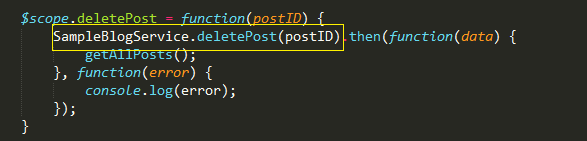 $scope.deletePost = function(postID) {
SampleBlogService.deletePost(postID).then(function(data) {
getAllPosts();
}, function(error) {
console.log(error);
});
}